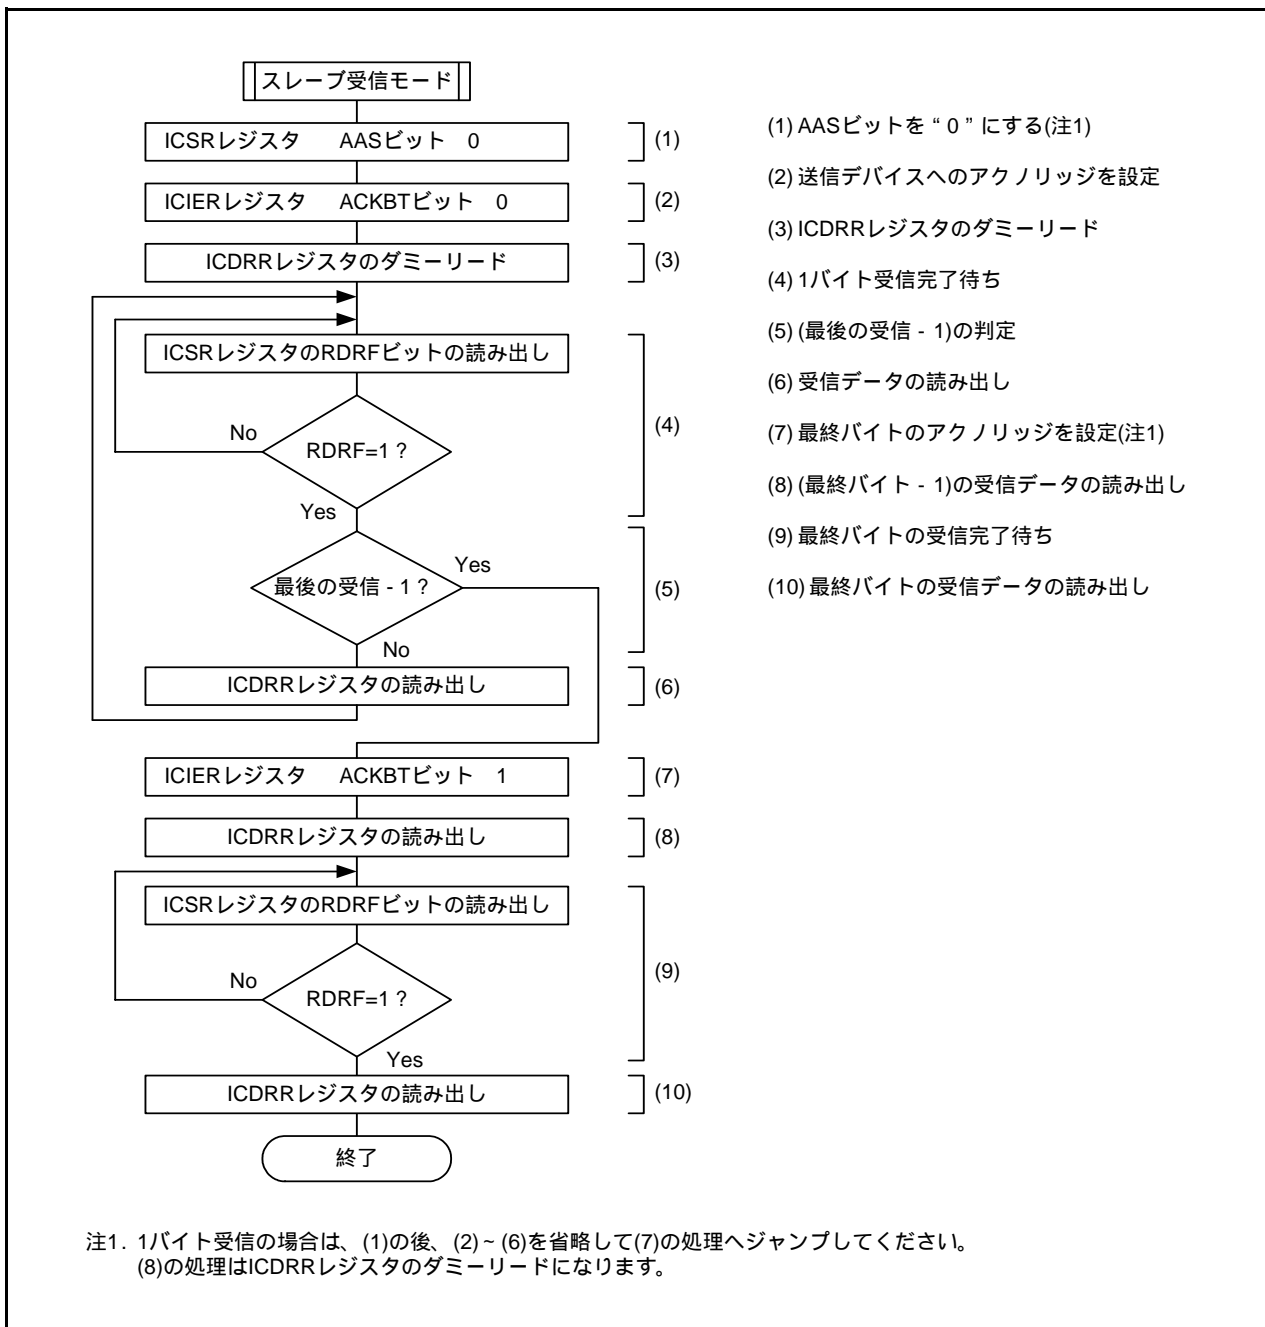 スレーブ受信モード
ICSRレジスタ AASビット 0
(1)
ICIERレジスタ ACKBTビット 0
(2)
ICDRRレジスタのダミーリード
(3)
ICSRレジスタのRDRFビットの読み出し
RDRF=1 ?
No
Yes
(4)
最後の受信 - 1 ?
Yes
No
(5)
ICDRRレジスタの読み出し
(6)
ICIERレジスタ ACKBTビット 1
(7)
ICDRRレジスタの読み出し
(8)
ICSRレジスタのRDRFビットの読み出し
RDRF=1 ?
No
Yes
(9)
ICDRRレジスタの読み出し
(10)
終了
(1) AASビットを “ 0 ” にする(注1)
(2) 送信デバイスへのアクノリッジを設定
(3) ICDRRレジスタのダミーリード
(4) 1バイト受信完了待ち
(5) (最後の受信 - 1)の判定
(6) 受信データの読み出し
(7) 最終バイトのアクノリッジを設定(注1)
(8) (最終バイト - 1)の受信データの読み出し
(9) 最終バイトの受信完了待ち
(10) 最終バイトの受信データの読み出し
注1. 1バイト受信の場合は、(1)の後、(2) ~ (6)を省略して(7)の処理へジャンプしてください。
(8)の処理はICDRRレジスタのダミーリードになります。